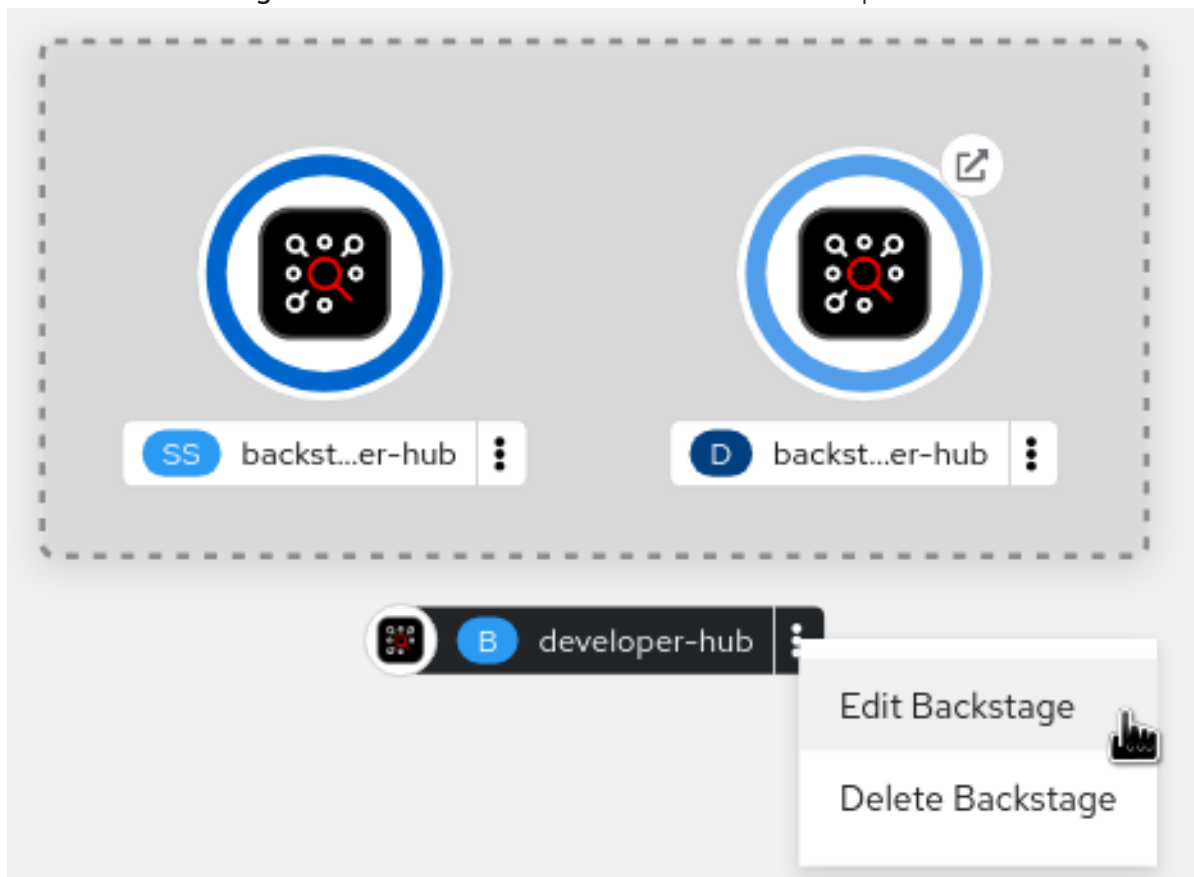 SS backst...er-hub
D backst...er-hub
B developer-hub
Edit Backstage
Delete Backstage